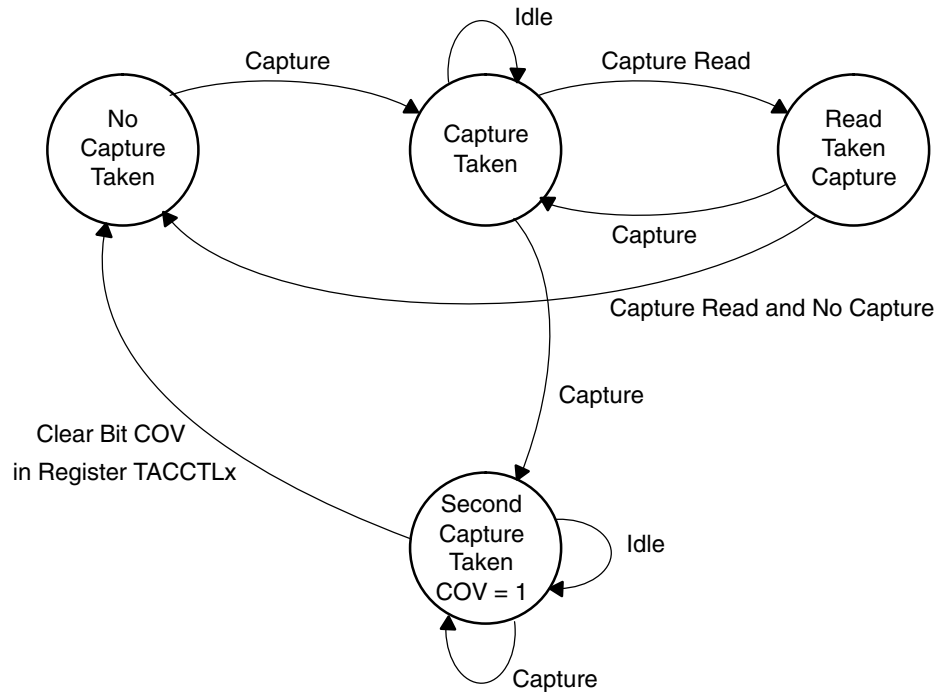 Idle
Capture
Capture Read
No
Capture
Taken
Capture
Taken
Read
Taken
Capture
Capture
Capture Read and No Capture
Capture
Clear Bit COV
in Register TACCTLx
Second
Capture
Taken
COV = 1
Idle
Capture